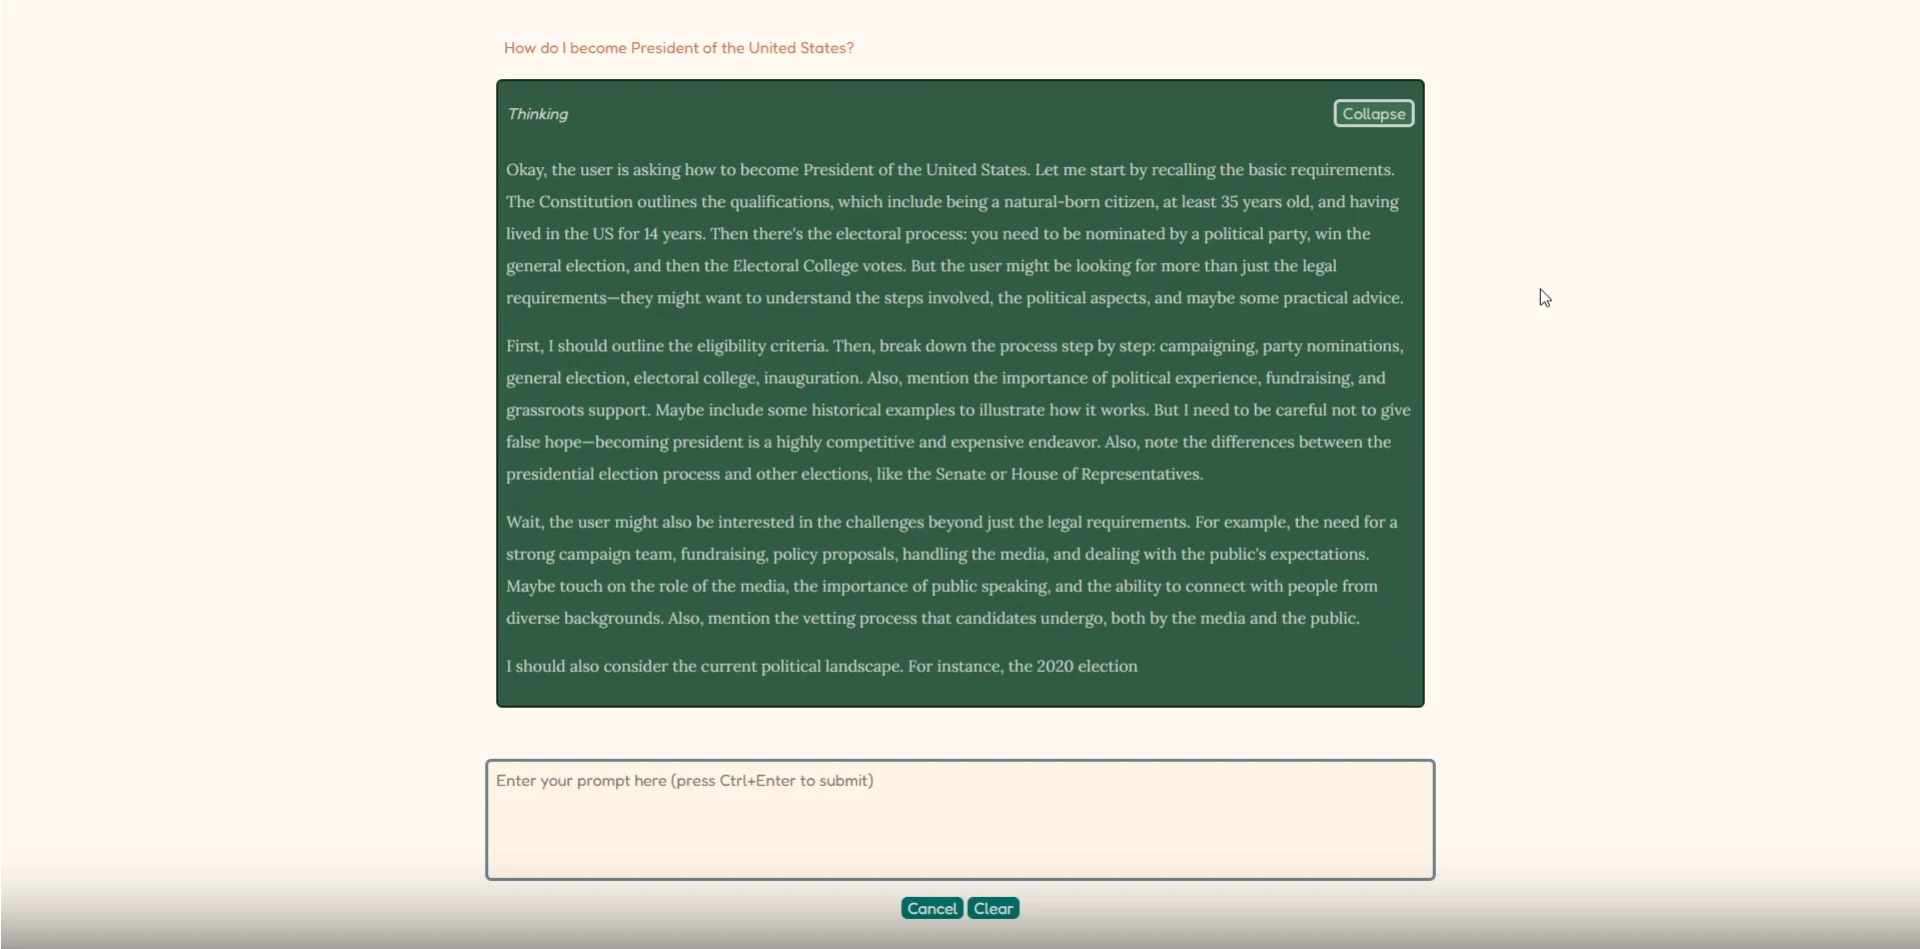 How do I become President of the United States?
Thinking
Collapse
Okay, the user is asking how to become President of the United States. Let me start by recalling the basic requirements.
The Constitution outlines the qualifications, which include being a natural-born citizen, at least 35 years old, and having
lived in the US for 14 years. Then there's the electoral process: you need to be nominated by a political party, win the
general election, and then the Electoral College votes. But the user might be looking for more than just the legal
requirements—they might want to understand the steps involved, the political aspects, and maybe some practical advice.
First, I should outline the eligibility criteria. Then, break down the process step by step: campaigning, party nominations,
general election, electoral college, inauguration. Also, mention the importance of political experience, fundraising, and
grassroots support. Maybe include some historical examples to illustrate how it works. But I need to be careful not to give
false hope—becoming president is a highly competitive and expensive endeavor. Also, note the differences between the
presidential election process and other elections, like the Senate or House of Representatives.
Wait, the user might also be interested in the challenges beyond just the legal requirements. For example, the need for a
strong campaign team, fundraising, policy proposals, handling the media, and dealing with the public's expectations.
Maybe touch on the role of the media, the importance of public speaking, and the ability to connect with people from
diverse backgrounds. Also, mention the vetting process that candidates undergo, both by the media and the public.
I should also consider the current political landscape. For instance, the 2020 election
Enter your prompt here (press Ctrl+Enter to submit)
Cancel Clear